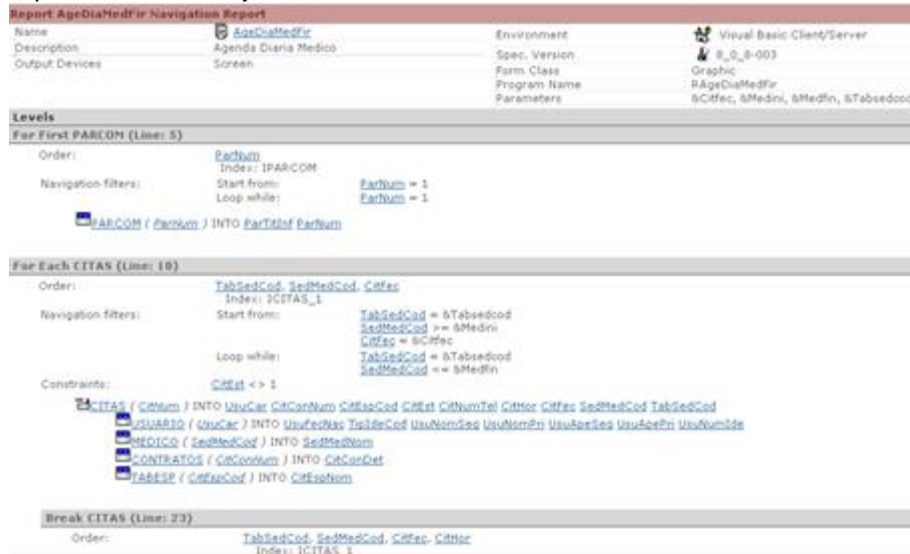 Report AgeDiaMedFir Navigation Report
Name AgeDiaMedFir Environment Visual Basic Client/Server
Description Agenda Diaria Medico Spec. Version 8_0_8-003
Output Devices Screen Form Class Graphic
Program Name RAgeDiaMedFir
Parameters &Citfec, &Medini, &Medfin, &Tabsedcod
Levels
For First PARCOM (Line: 5)
Order: ParNum
Index: IPARCOM
Navigation filters: Start from: ParNum = 1
Loop while: ParNum = 1
PARCOM ( ParNum ) INTO ParTitInf ParNum
For Each CITAS (Line: 18)
Order: TabSedCod, SedMedCod, CitFec
Index: ICITAS_1
Navigation filters: Start from: TabSedCod = &Tabsedcod
SedMedCod >= &Medini
CitFec = &Citfec
Loop while: TabSedCod = &Tabsedcod
SedMedCod <= &Medfin
Constraints: CitEst <> 1
CITAS ( CitNum ) INTO UsuCar CitConNum CitEspCod CitEst CitNumTel CitHor CitFec SedMedCod TabSedCod
USUARIO ( UsuCar ) INTO UsuFecNac TipIdeCod UsuNomSeg UsuNomPri UsuApeSeg UsuApePri UsuNumIde
MEDICO ( SedMedCod ) INTO SedMedNom
CONTRATOS ( CitConNum ) INTO CitConDet
TABESP ( CitEspCod ) INTO CitEspNom
Break CITAS (Line: 23)
Order: TabSedCod, SedMedCod, CitFec, CitHor
Index: ICITAS_1